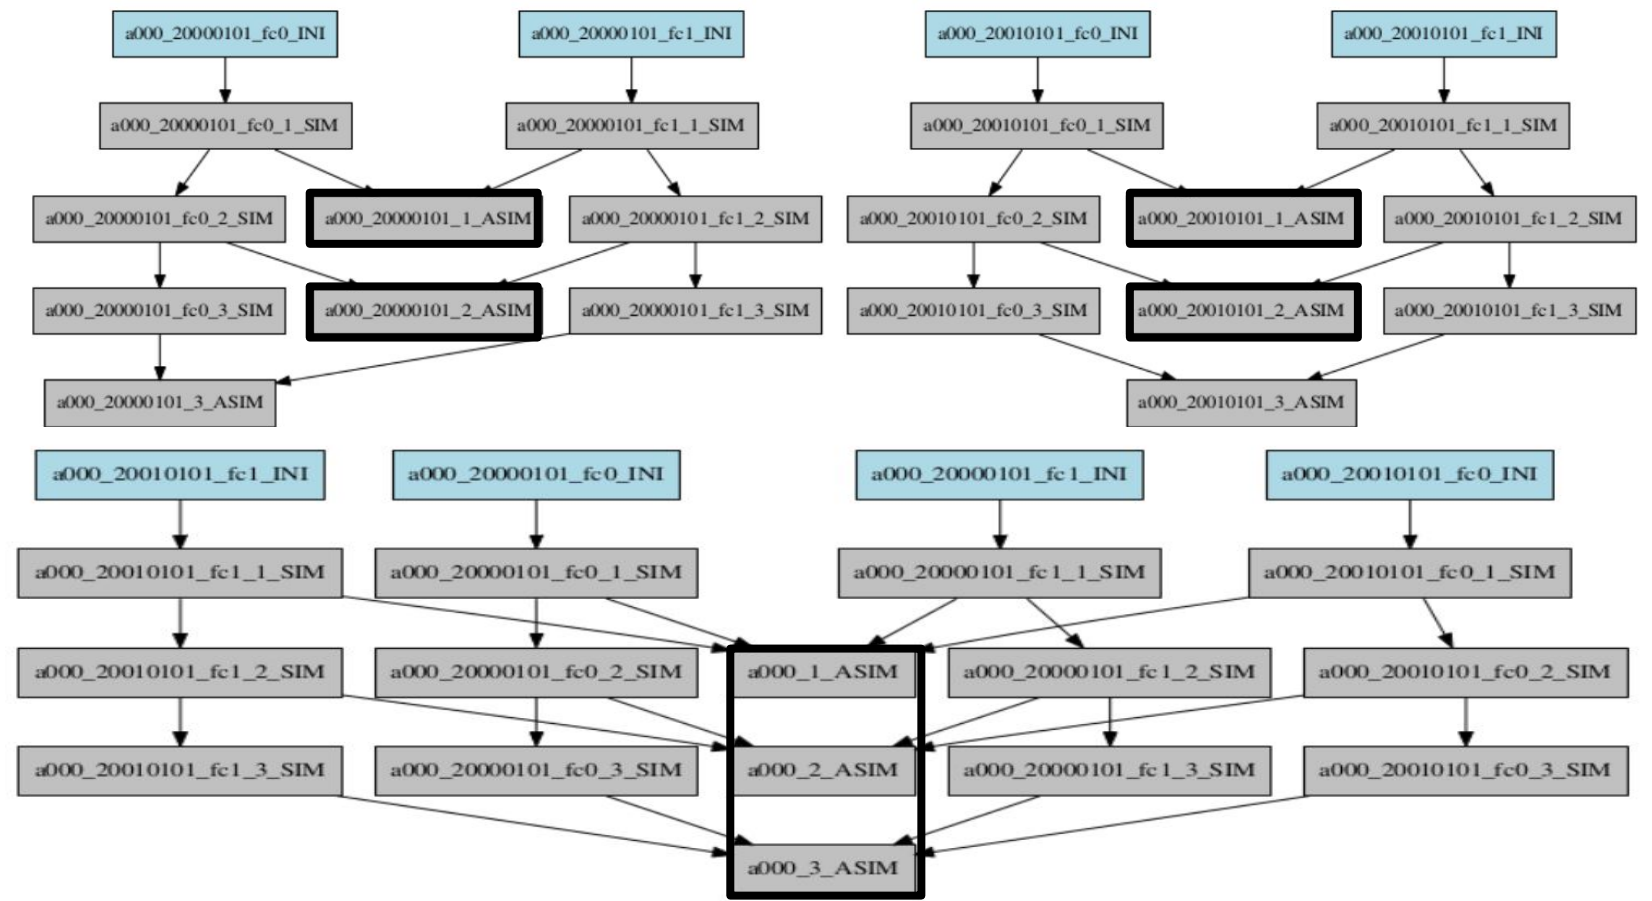 a000_20000101_fc0_INI
a000_20000101_fc1_INI
a000_20010101_fc0_INI
a000_20010101_fc1_INI
a000_20000101_fc0_1_SIM
a000_20000101_fc1_1_SIM
a000_20010101_fc0_1_SIM
a000_20010101_fc1_1_SIM
a000_20000101_fc0_2_SIM
a000_20000101_1_ASIM
a000_20000101_fc1_2_SIM
a000_20010101_fc0_2_SIM
a000_20010101_1_ASIM
a000_20010101_fc1_2_SIM
a000_20000101_fc0_3_SIM
a000_20000101_2_ASIM
a000_20000101_fc1_3_SIM
a000_20010101_fc0_3_SIM
a000_20010101_2_ASIM
a000_20010101_fc1_3_SIM
a000_20000101_3_ASIM
a000_20010101_3_ASIM
a000_20010101_fc1_INI
a000_20000101_fc0_INI
a000_20000101_fc1_INI
a000_20010101_fc0_INI
a000_20010101_fc1_1_SIM
a000_20000101_fc0_1_SIM
a000_20000101_fc1_1_SIM
a000_20010101_fc0_1_SIM
a000_20010101_fc1_2_SIM
a000_20000101_fc0_2_SIM
a000_1_ASIM
a000_20000101_fc1_2_SIM
a000_20010101_fc0_2_SIM
a000_20010101_fc1_3_SIM
a000_20000101_fc0_3_SIM
a000_2_ASIM
a000_20000101_fc1_3_SIM
a000_20010101_fc0_3_SIM
a000_3_ASIM